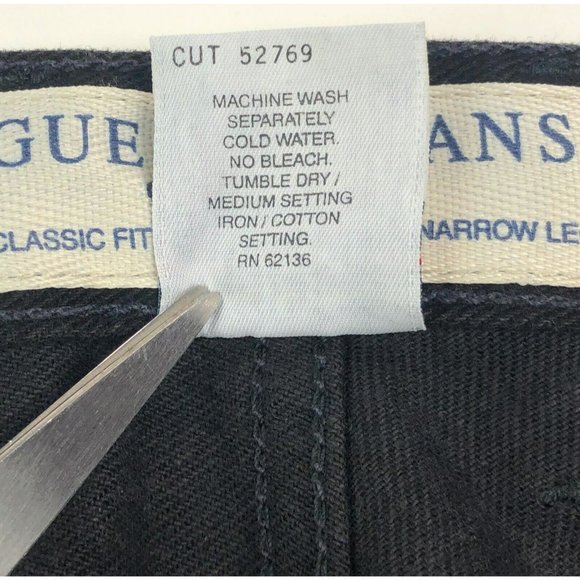 CUT 52769
MACHINE WASH
SEPARATELY
COLD WATER.
NO BLEACH.
TUMBLE DRY /
MEDIUM SETTING
IRON / COTTON
SETTING.
RN 62136
GUE ANS
CLASSIC FIT NARROW LE